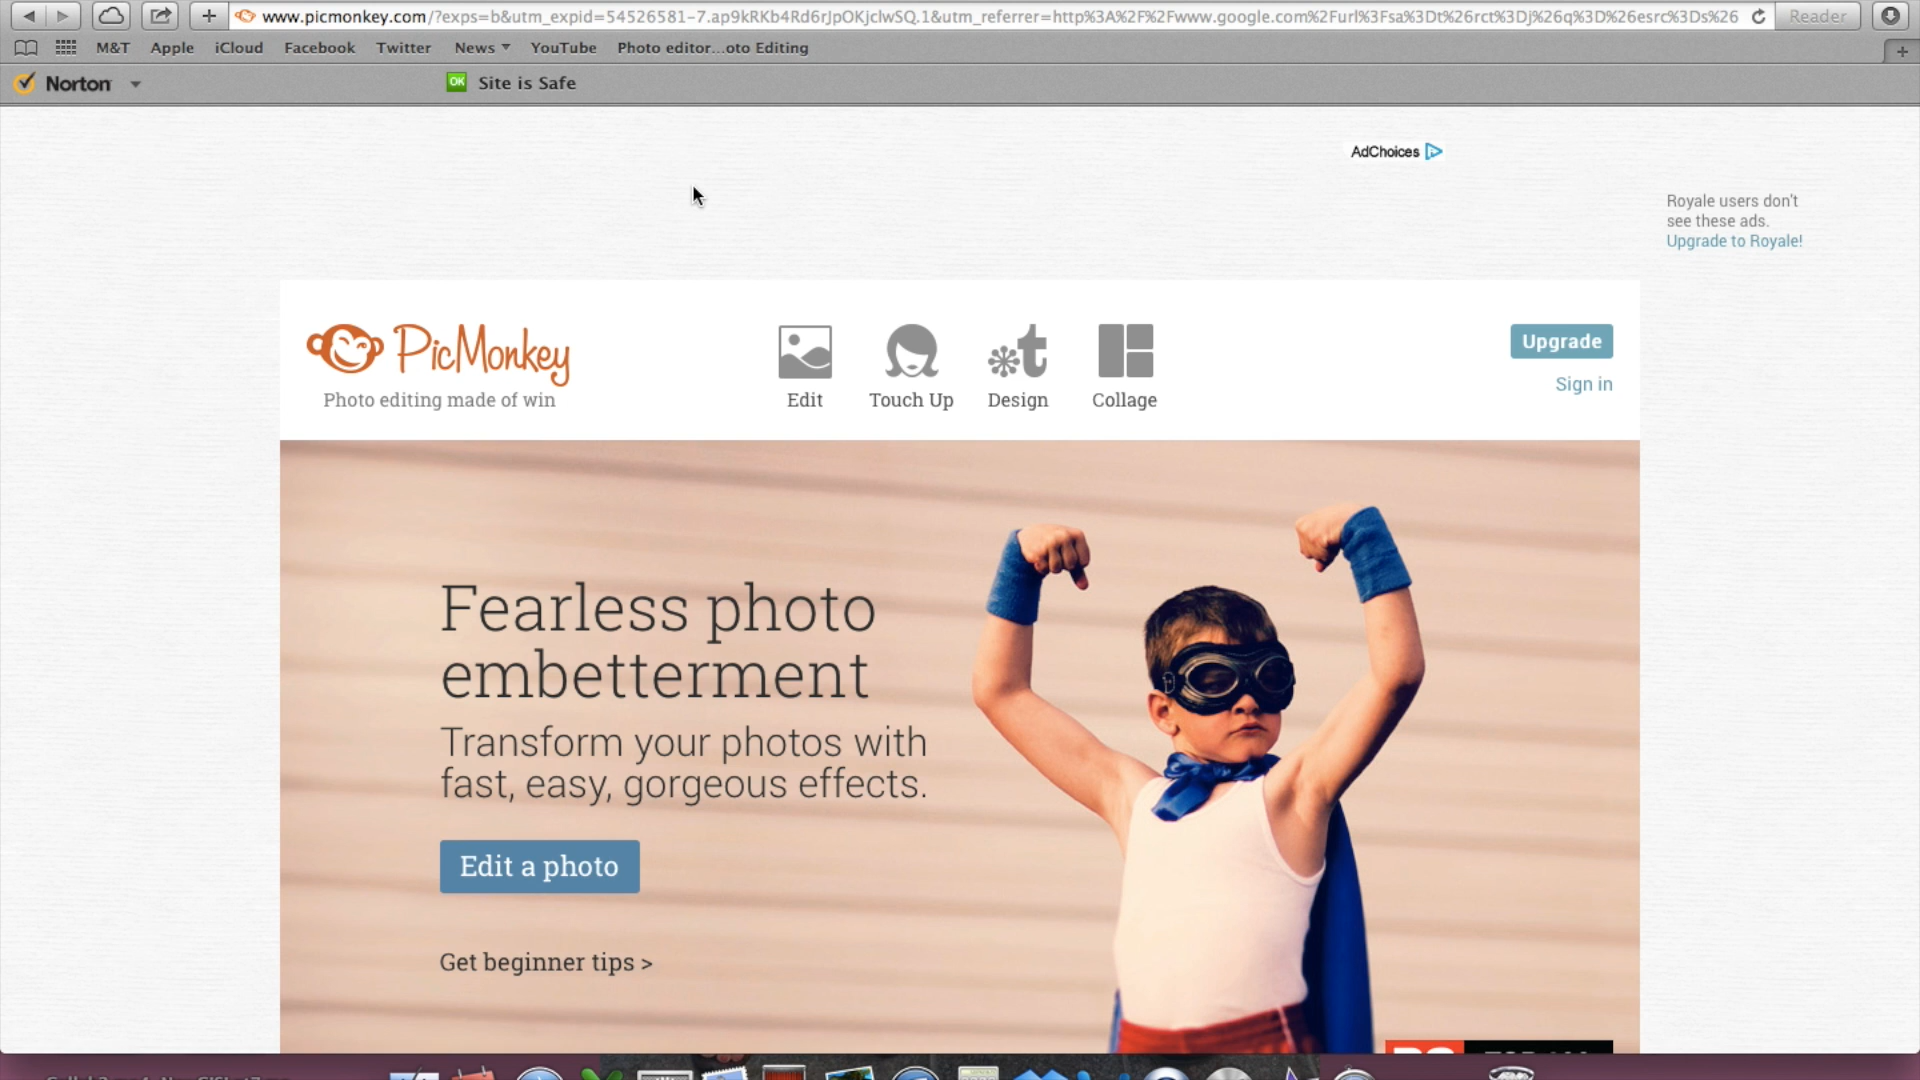 www.picmonkey.com/?exps=b&utm_expid=54526581-7.ap9kRKb4Rd6rJpOKjclwSQ.1&utm_referrer=http%3A%2F%2Fwww.google.com%2Furl%3Fsa%3Dt%26rct%3Dj%26q%3D%26esrc%3Ds%26
Reader
M&T Apple iCloud Facebook Twitter News YouTube Photo editor...oto Editing
Norton
OK Site is Safe
AdChoices
Royale users don't
see these ads.
Upgrade to Royale!
PicMonkey
Photo editing made of win
Edit
Touch Up
Design
Collage
Upgrade
Sign in
Fearless photo
embetterment
Transform your photos with
fast, easy, gorgeous effects.
Edit a photo
Get beginner tips >